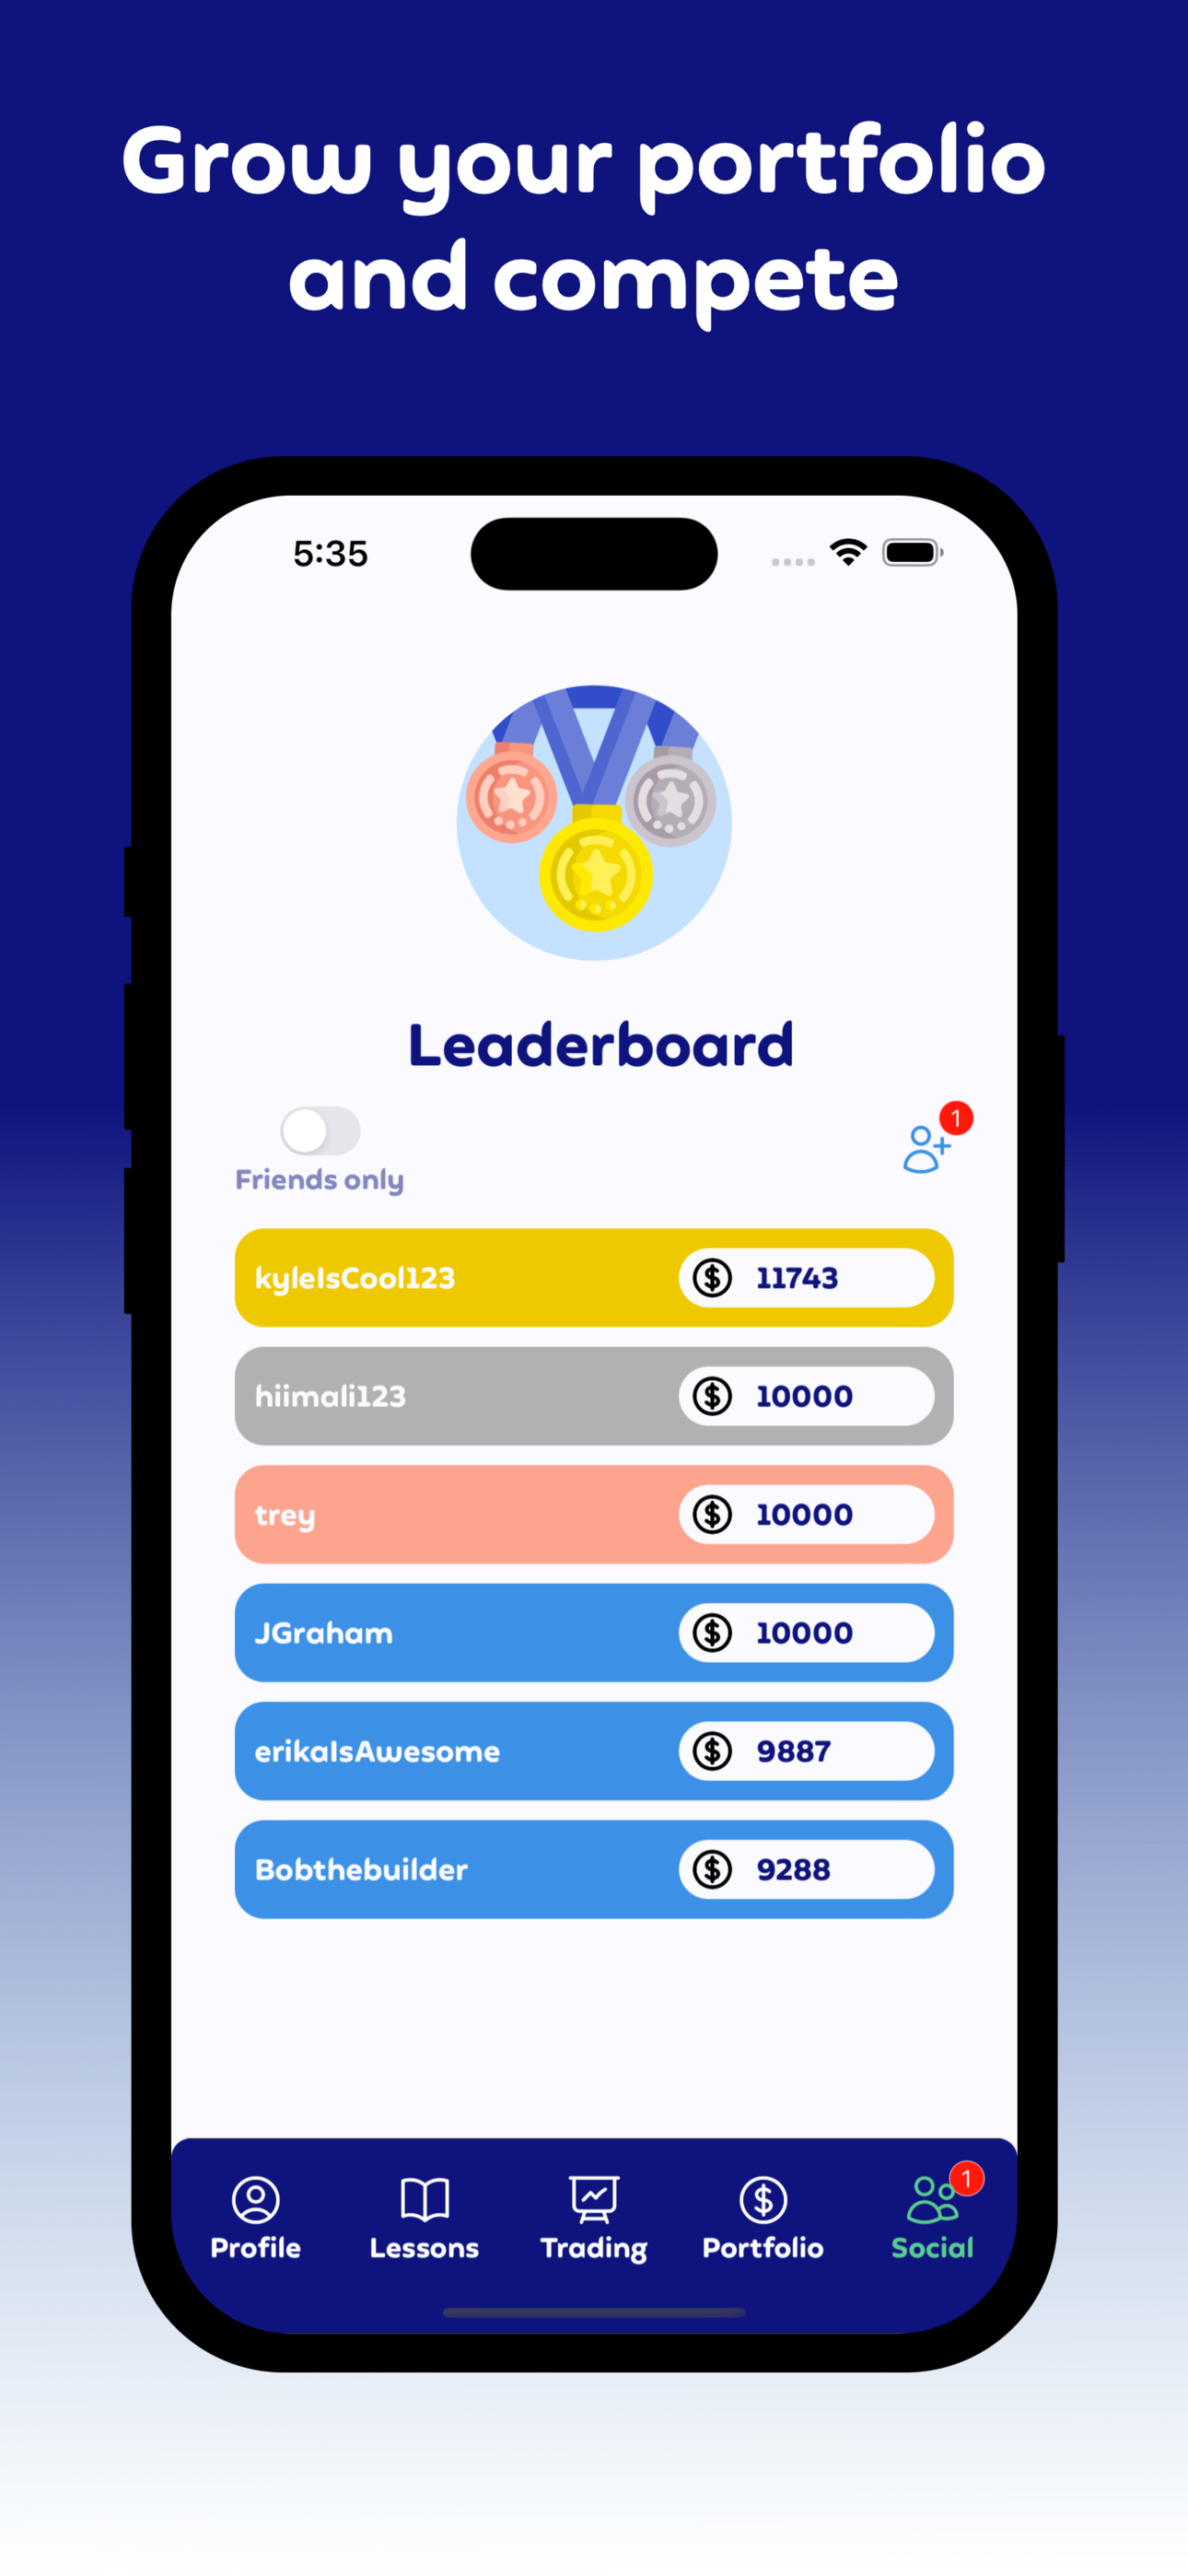 Grow your portfolio
and compete
5:35
Leaderboard
1
Friends only
kyleIsCool123 $ 11743
hiimali123 $ 10000
trey $ 10000
JGraham $ 10000
erikaIsAwesome $ 9887
Bobthebuilder $ 9288
1
Profile Lessons Trading Portfolio Social